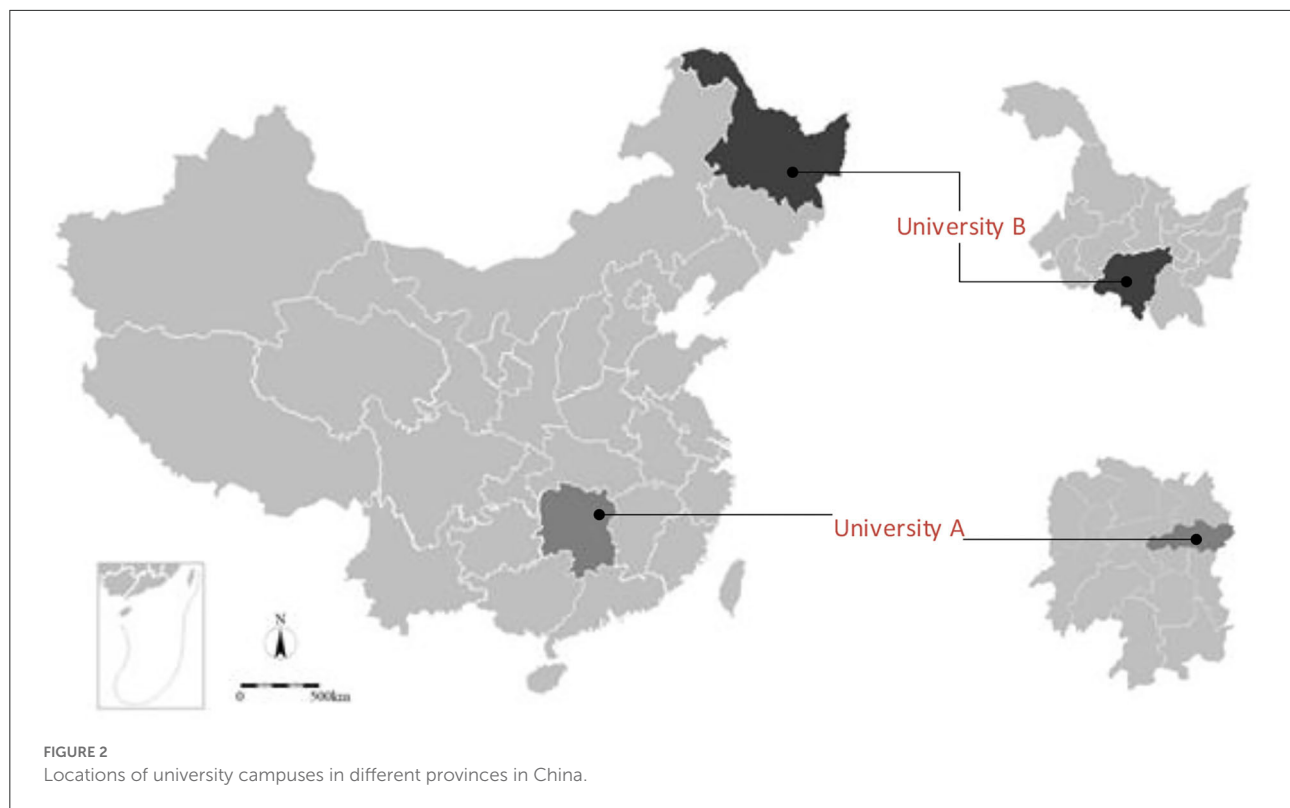 University B
University A
N
0 500km
FIGURE 2
Locations of university campuses in different provinces in China.